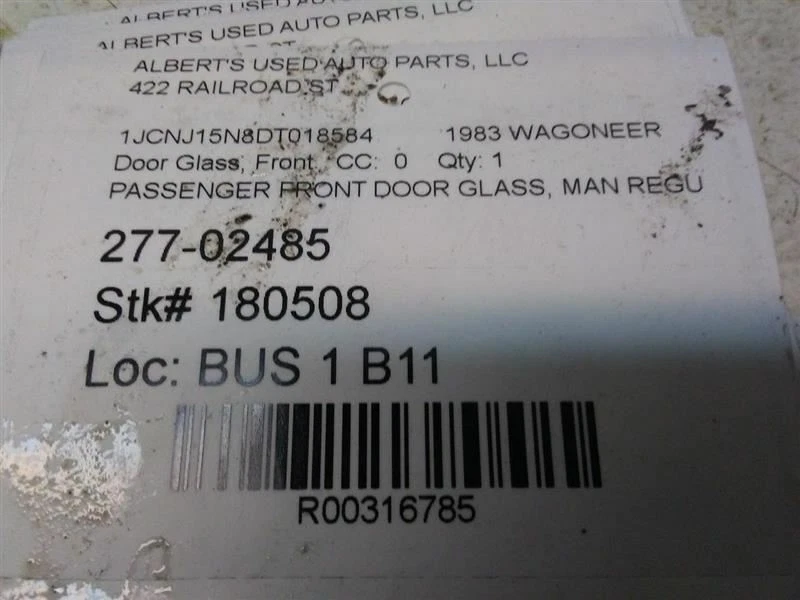 ALBERT'S USED AUTO PARTS, LLC
ALBERT'S USED AUTO PARTS, LLC
422 RAILROAD ST
1JCNJ15N8DT018584 1983 WAGONEER
Door Glass, Front CC: 0 Qty: 1
PASSENGER FRONT DOOR GLASS, MAN REGU
277-02485
Stk# 180508
Loc: BUS 1 B11
R00316785